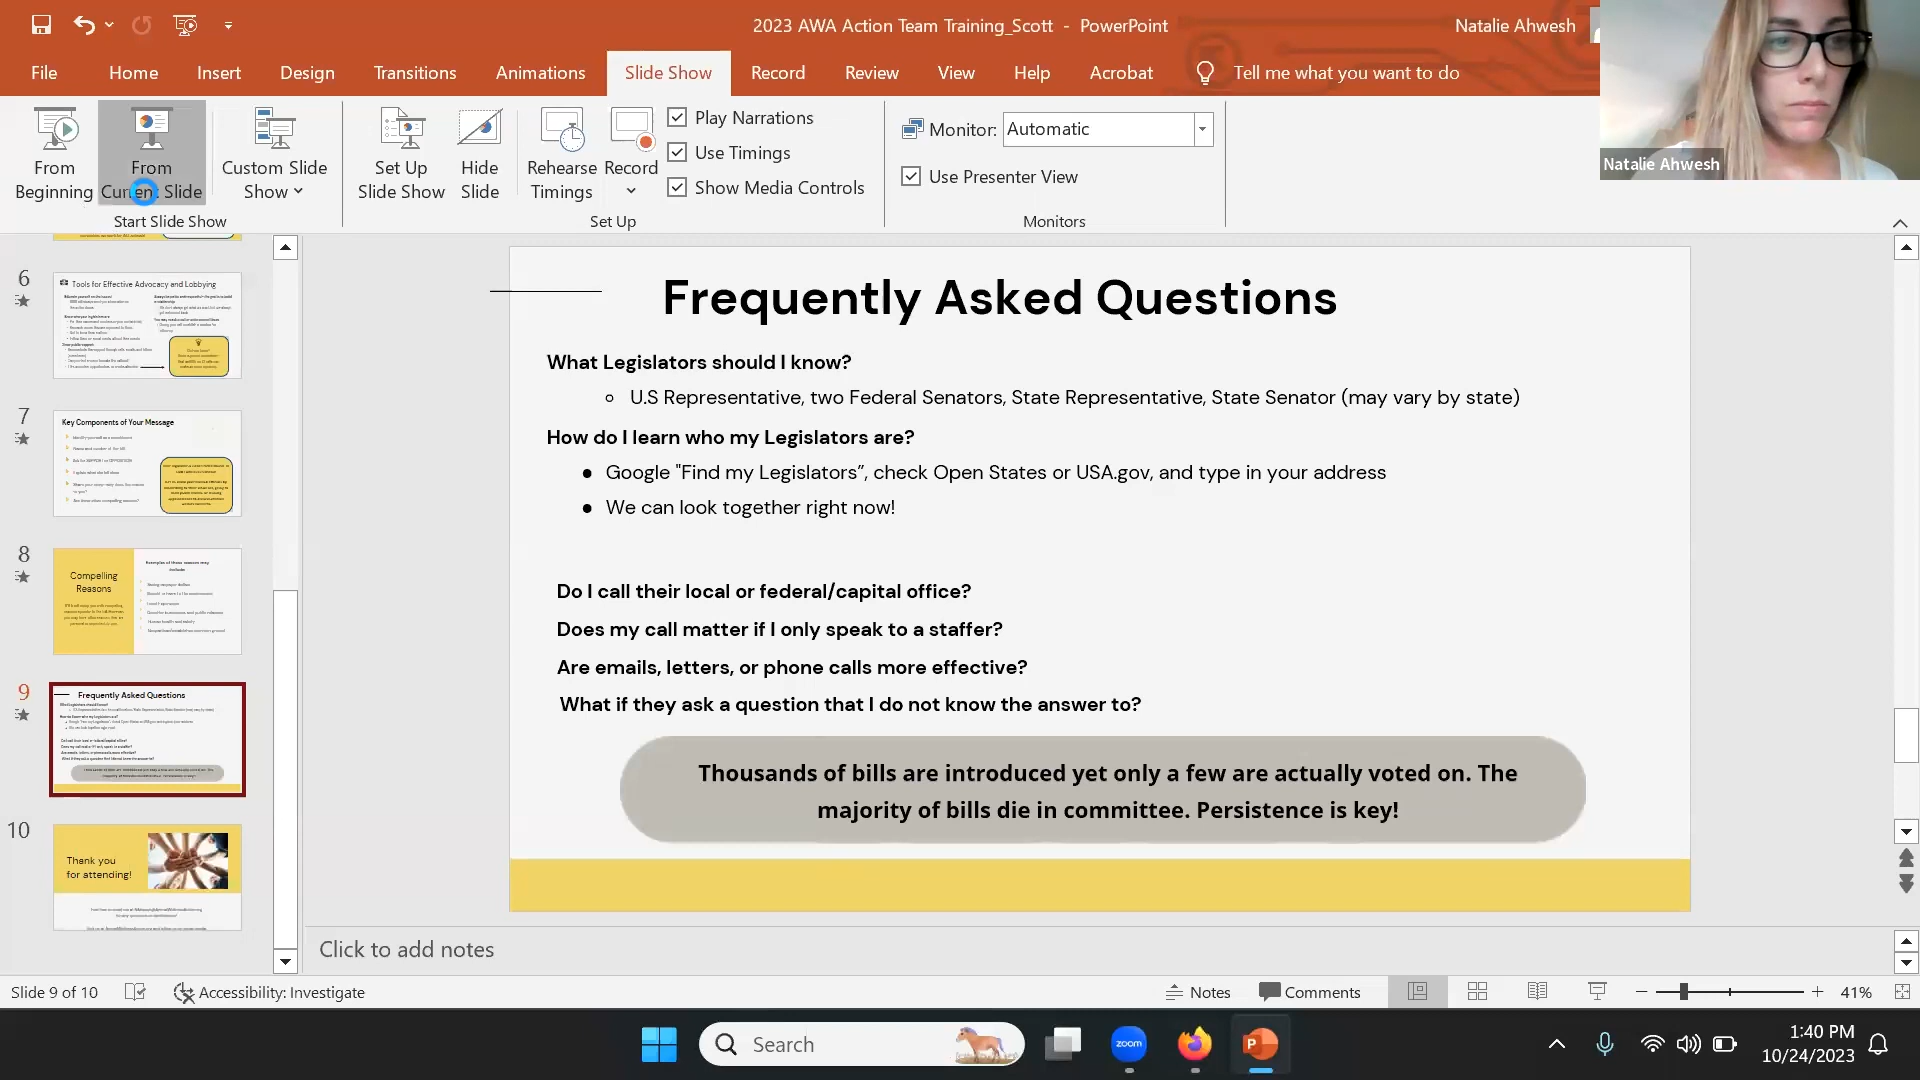 2023 AWA Action Team Training_Scott - PowerPoint
Natalie Ahwesh
File Home Insert Design Transitions Animations Slide Show Record Review View Help Acrobat Tell me what you want to do
From Beginning
From Current Slide
Custom Slide Show
Start Slide Show
Set Up Slide Show
Hide Slide
Rehearse Timings
Record
Play Narrations
Use Timings
Show Media Controls
Set Up
Monitor: Automatic
Use Presenter View
Monitors
Natalie Ahwesh
6
Tools for Effective Advocacy and Lobbying
7
Key Components of Your Message
8
Compelling
Reasons
9
Frequently Asked Questions
10
Thank you
for attending!
Frequently Asked Questions
What Legislators should I know?
U.S Representative, two Federal Senators, State Representative, State Senator (may vary by state)
How do I learn who my Legislators are?
Google "Find my Legislators”, check Open States or USA.gov, and type in your address
We can look together right now!
Do I call their local or federal/capital office?
Does my call matter if I only speak to a staffer?
Are emails, letters, or phone calls more effective?
What if they ask a question that I do not know the answer to?
Thousands of bills are introduced yet only a few are actually voted on. The
majority of bills die in committee. Persistence is key!
Click to add notes
Slide 9 of 10
Accessibility: Investigate
Notes
Comments
41%
Search
zoom
P
1:40 PM
10/24/2023